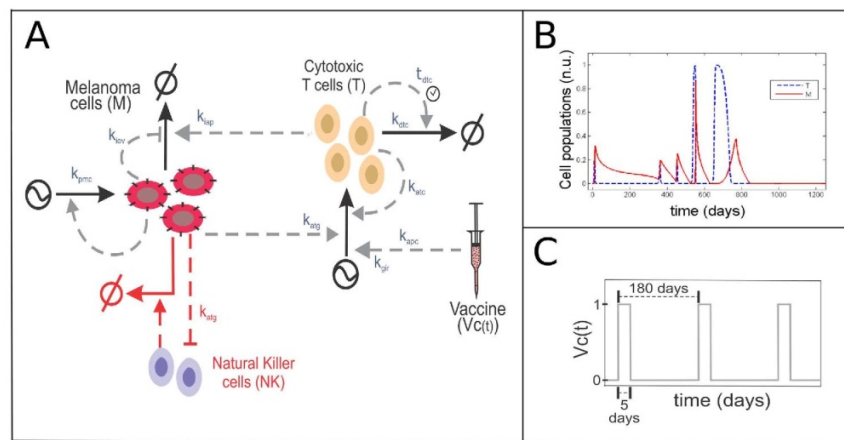 A
Melanoma
cells (M)
Cytotoxic
T cells (T)
t_dtc
k_lap
k_dtc
k_pmc
k_atc
k_atg
k_apc
k_gir
Vaccine
(Vc(t))
k_atg
Natural Killer
cells (NK)
B
Cell populations (n.u.)
1
0.8
0.6
0.4
0.2
0
T
M
0 200 400 600 800 1000 1200
time (days)
C
180 days
1
Vc(t)
0
5
days
time (days)